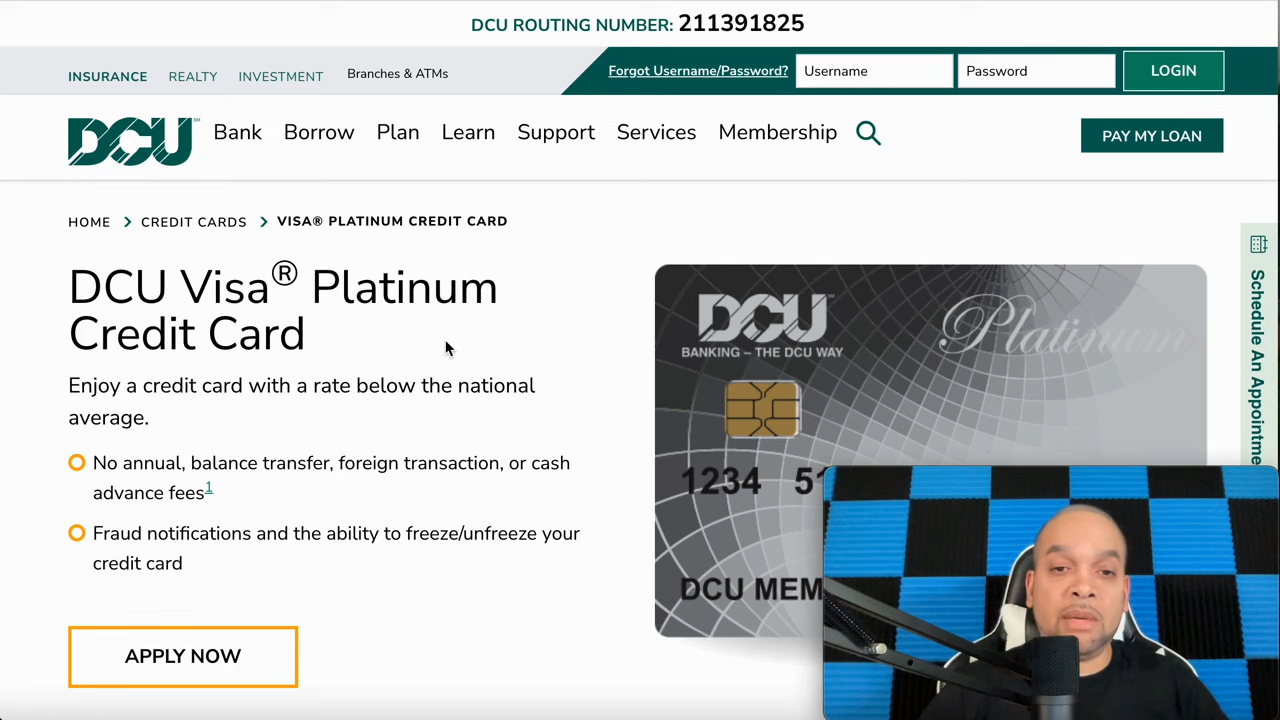 DCU ROUTING NUMBER: 211391825
INSURANCE REALTY INVESTMENT Branches & ATMs
Forgot Username/Password? Username Password LOGIN
DCU Bank Borrow Plan Learn Support Services Membership PAY MY LOAN
HOME CREDIT CARDS VISA® PLATINUM CREDIT CARD
DCU Visa® Platinum
Credit Card
Enjoy a credit card with a rate below the national
average.
No annual, balance transfer, foreign transaction, or cash
advance fees1
Fraud notifications and the ability to freeze/unfreeze your
credit card
APPLY NOW
DCU
BANKING – THE DCU WAY
Platinum
1234 51
DCU MEM
Schedule An Appointme